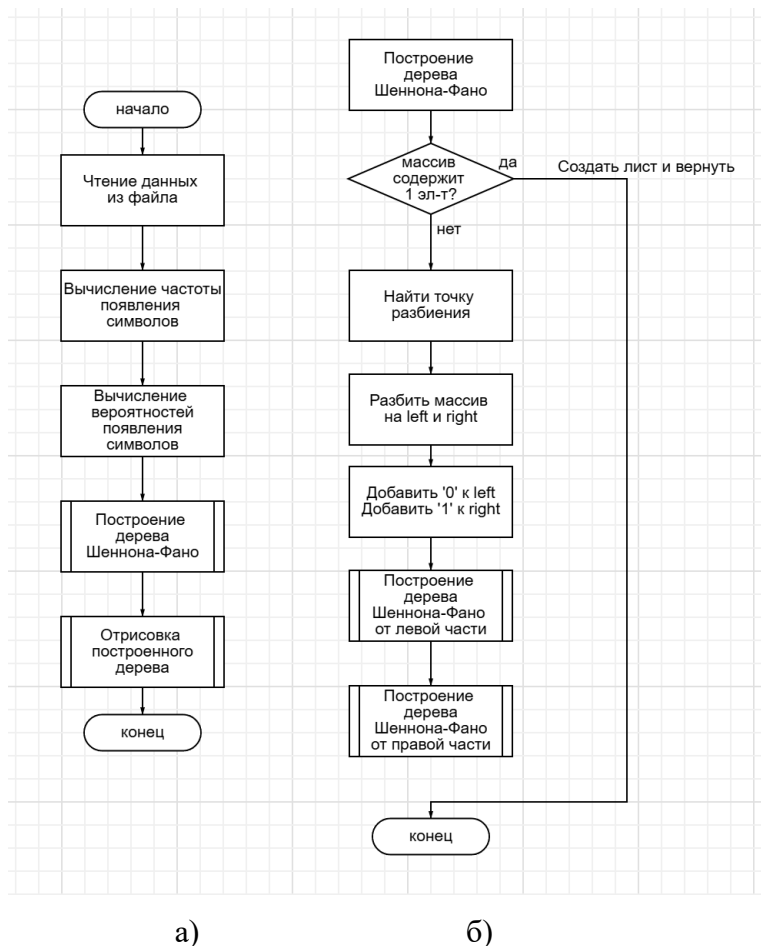 начало
Чтение данных
из файла
Вычисление частоты
появления
символов
Вычисление
вероятностей
появления
символов
Построение
дерева
Шеннона-Фано
Отрисовка
построенного
дерева
конец
а)
Построение
дерева
Шеннона-Фано
массив
содержит
1 эл-т?
да
Создать лист и вернуть
нет
Найти точку
разбиения
Разбить массив
на left и right
Добавить '0' к left
Добавить '1' к right
Построение
дерева
Шеннона-Фано
от левой части
Построение
дерева
Шеннона-Фано
от правой части
конец
б)